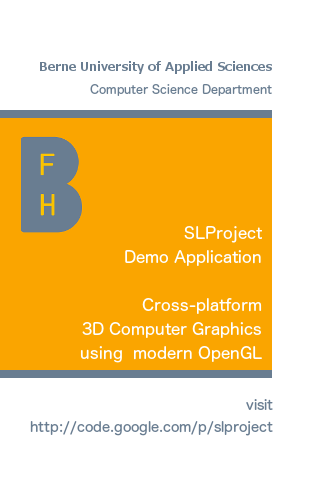 Berne University of Applied Sciences
Computer Science Department
B
F
H
SLProject
Demo Application
Cross-platform
3D Computer Graphics
using  modern OpenGL
visit
http://code.google.com/p/slproject